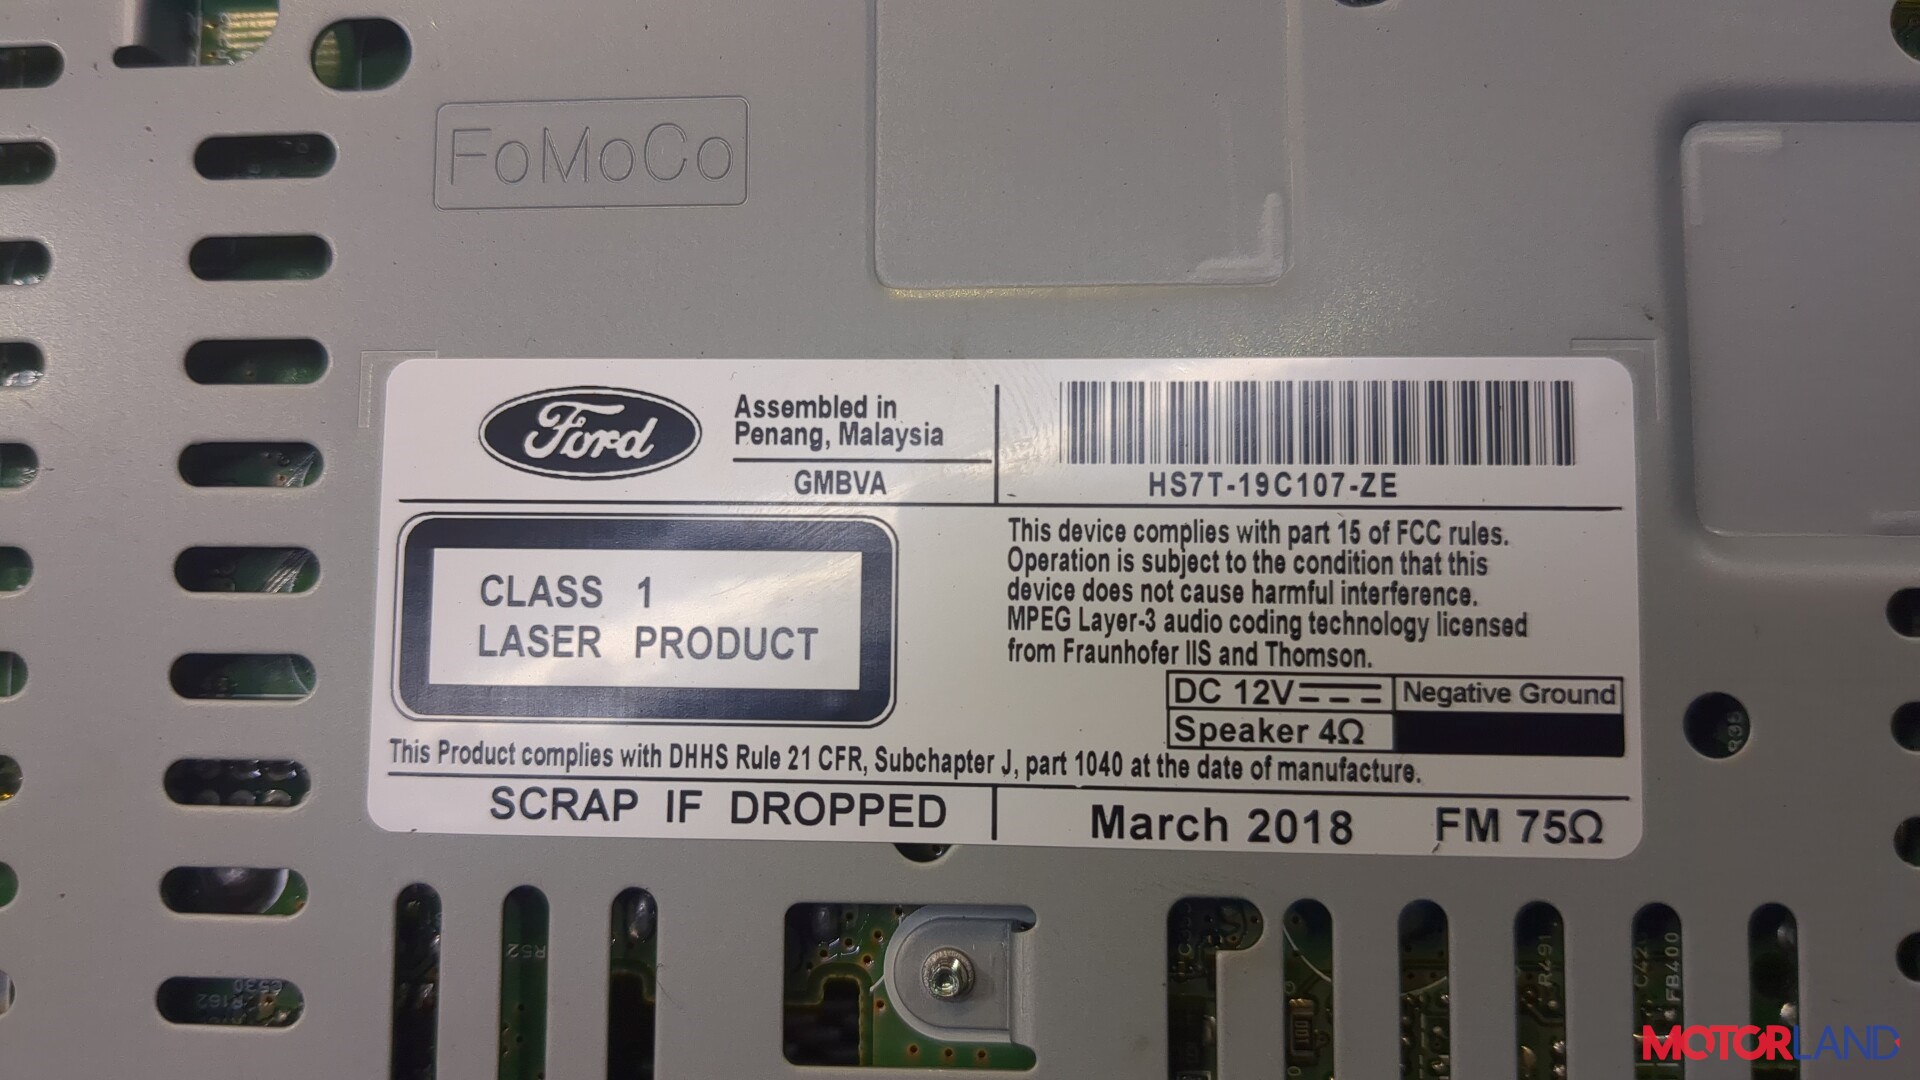 FoMoCo
Ford
Assembled in
Penang, Malaysia
GMBVA
HS7T-19C107-ZE
CLASS 1
LASER PRODUCT
This device complies with part 15 of FCC rules.
Operation is subject to the condition that this
device does not cause harmful interference.
MPEG Layer-3 audio coding technology licensed
from Fraunhofer IIS and Thomson.
DC 12V
Negative Ground
Speaker 4Ω
This Product complies with DHHS Rule 21 CFR, Subchapter J, part 1040 at the date of manufacture.
SCRAP IF DROPPED
March 2018
FM 75Ω
R52
R491
FB400
R162
MOTORLAND